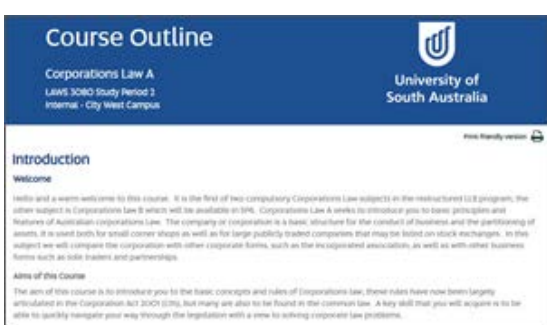 Course Outline
Corporations Law A
LAWS 3080 Study Period 2
Internal - City West Campus
University of
South Australia
Print friendly version
Introduction
Welcome
Hello and a warm welcome to this course. It is the first of two compulsory Corporations Law subjects in the restructured LLB program, the
other subject is Corporations law B which will be available in SP6. Corporations Law A seeks to introduce you to basic principles and
features of Australian corporations Law. The company or corporation is a basic structure for the conduct of business and the partitioning of
assets. It is used both for small corner shops as well as for large publicly traded companies that may be listed on stock exchanges. In this
subject we will compare the corporation with other corporate forms, such as the incorporated association, as well as with other business
forms such as sole traders and partnerships.
Aims of this Course
The aim of this course is to introduce you to the basic concepts and rules of Corporations law, these rules have now been largely
articulated in the Corporation Act 2001 (Cth), but many are also to be found in the common law. A key skill that you will acquire is to be
able to quickly navigate your way through the legislation with a view to solving corporate law problems.